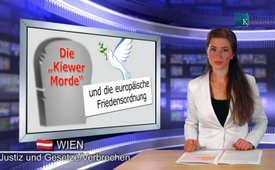 Die
„Kiewer
Morde"
und die europäische
Friedensordnung
WIEN
Justiz und Gesetze/Verbrechen